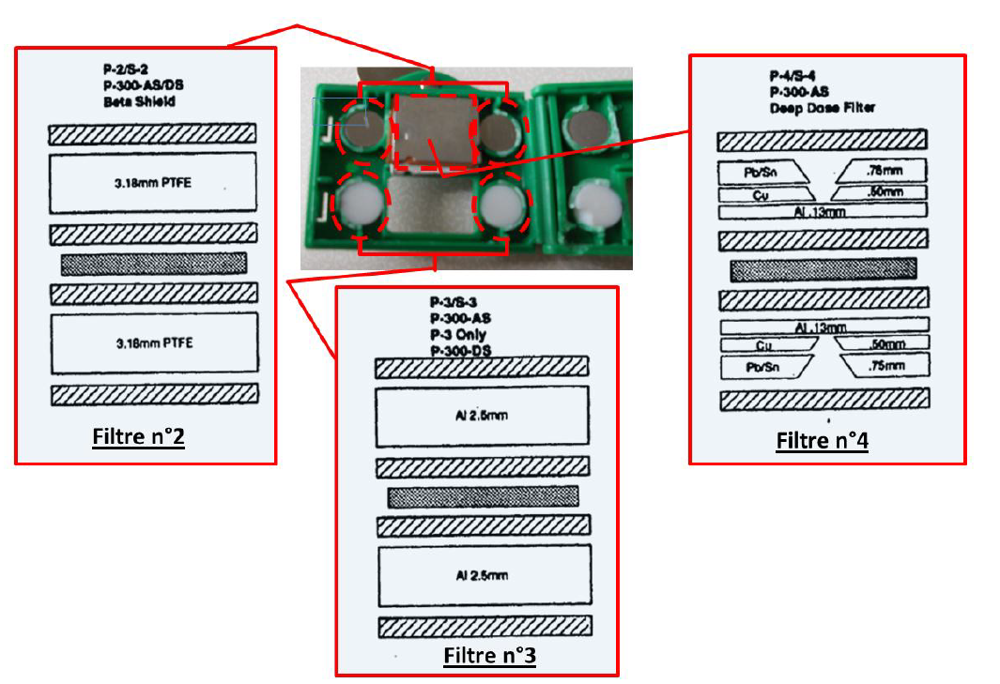 P-2/S-2
P-300-AS/DS
Beta Shield
3.18mm PTFE
3.18mm PTFE
Filtre n°2
P-3/S-3
P-300-AS
P-3 Only
P-300-DS
Al 2.5mm
Al 2.5mm
Filtre n°3
P-4/S-4
P-300-AS
Deep Dose Filter
Pb/Sn .75mm
Cu .50mm
Al .13mm
Al .13mm
Cu .50mm
Pb/Sn .75mm
Filtre n°4